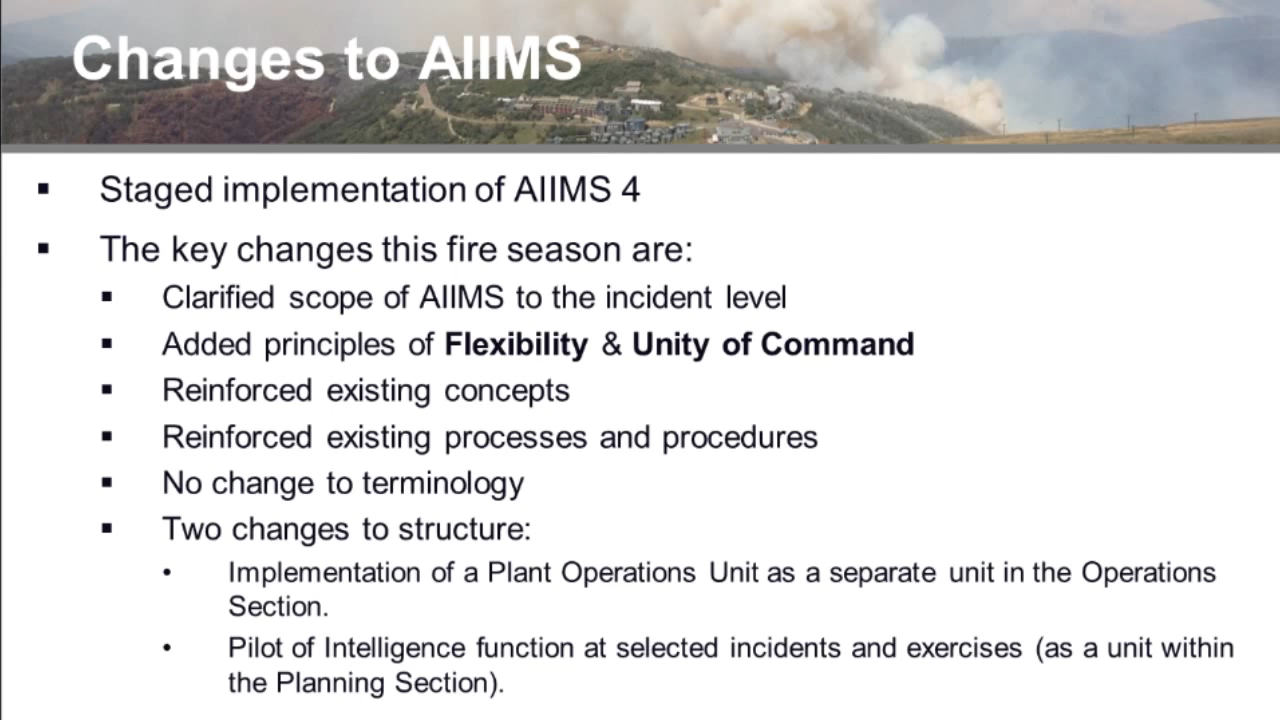 Changes to AIIMS
▪ Staged implementation of AIIMS 4
▪ The key changes this fire season are:
▪ Clarified scope of AIIMS to the incident level
▪ Added principles of Flexibility & Unity of Command
▪ Reinforced existing concepts
▪ Reinforced existing processes and procedures
▪ No change to terminology
▪ Two changes to structure:
• Implementation of a Plant Operations Unit as a separate unit in the Operations
Section.
• Pilot of Intelligence function at selected incidents and exercises (as a unit within
the Planning Section).